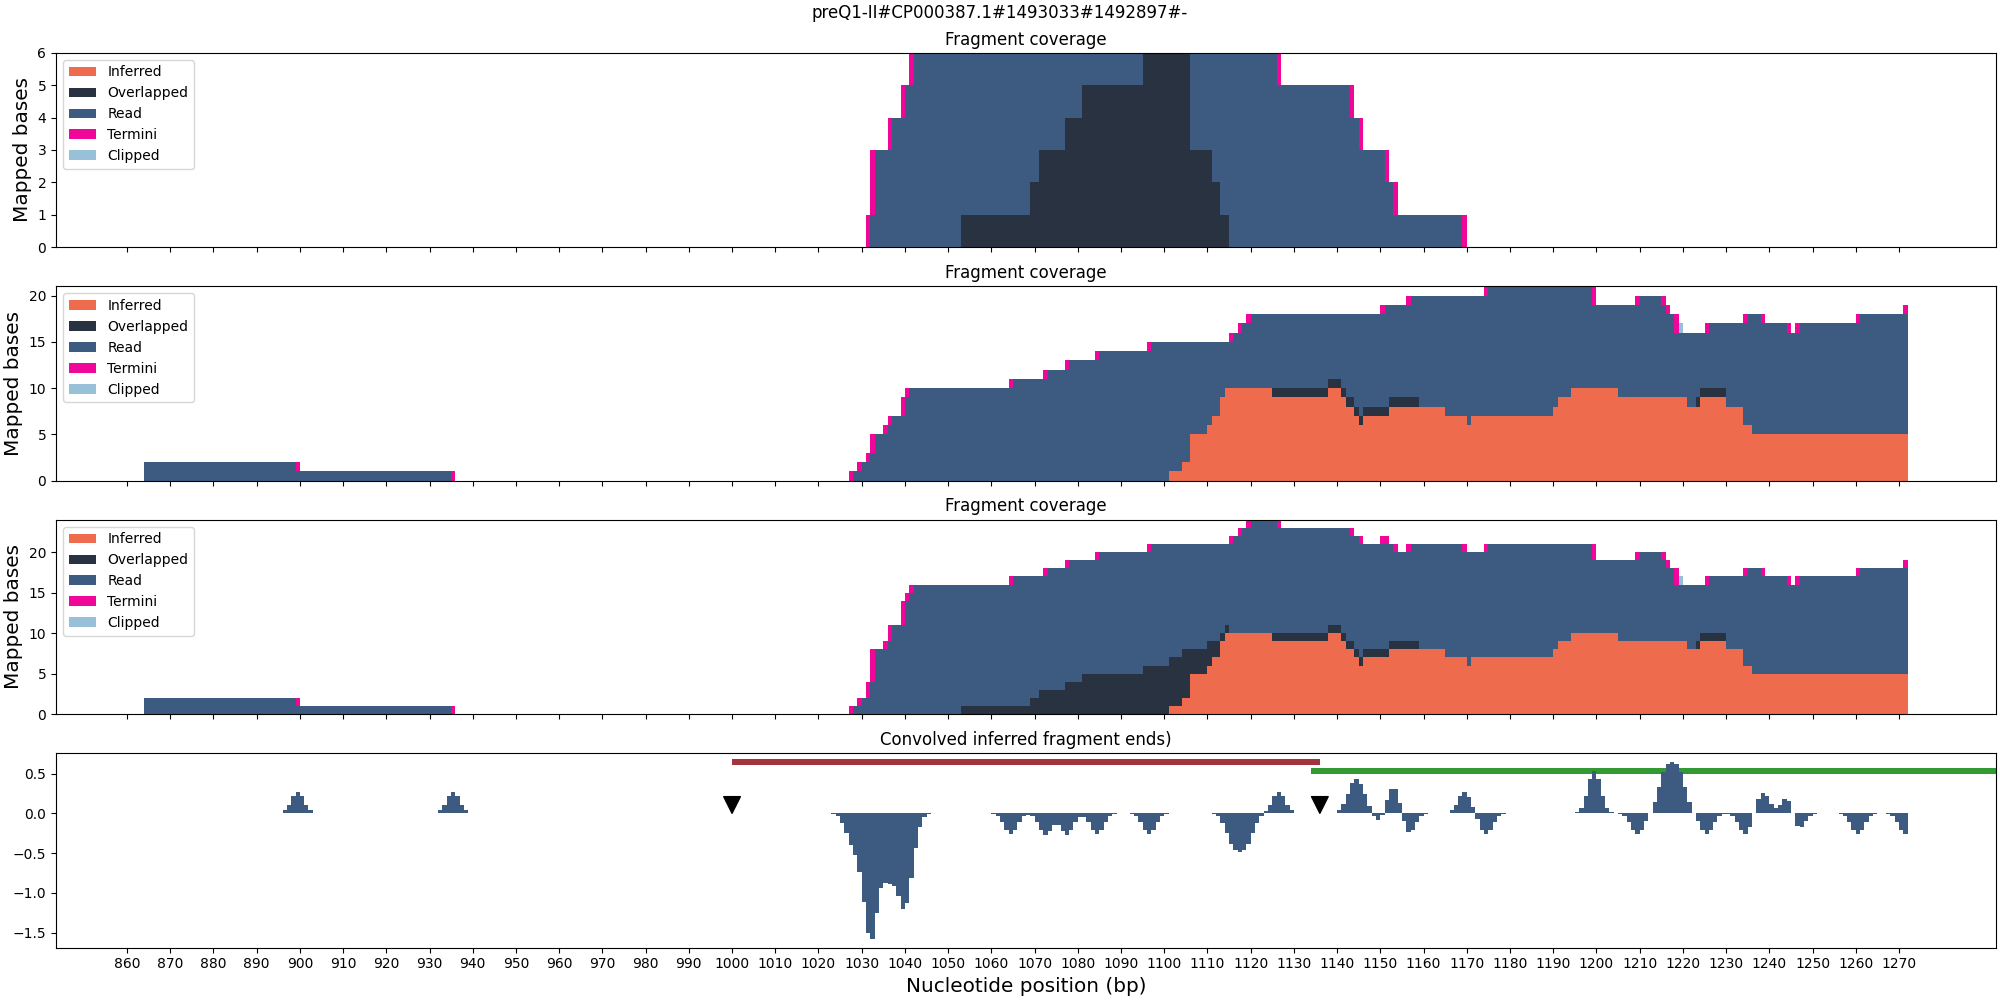 preQ1-II#CP000387.1#1493033#1492897#-
Fragment coverage
6
5
4
3
2
1
0
Mapped bases
Inferred
Overlapped
Read
Termini
Clipped
Fragment coverage
20
15
10
5
0
Mapped bases
Inferred
Overlapped
Read
Termini
Clipped
Fragment coverage
20
15
10
5
0
Mapped bases
Inferred
Overlapped
Read
Termini
Clipped
Convolved inferred fragment ends)
0.5
0.0
−0.5
−1.0
−1.5
860 870 880 890 900 910 920 930 940 950 960 970 980 990 1000 1010 1020 1030 1040 1050 1060 1070 1080 1090 1100 1110 1120 1130 1140 1150 1160 1170 1180 1190 1200 1210 1220 1230 1240 1250 1260 1270
Nucleotide position (bp)